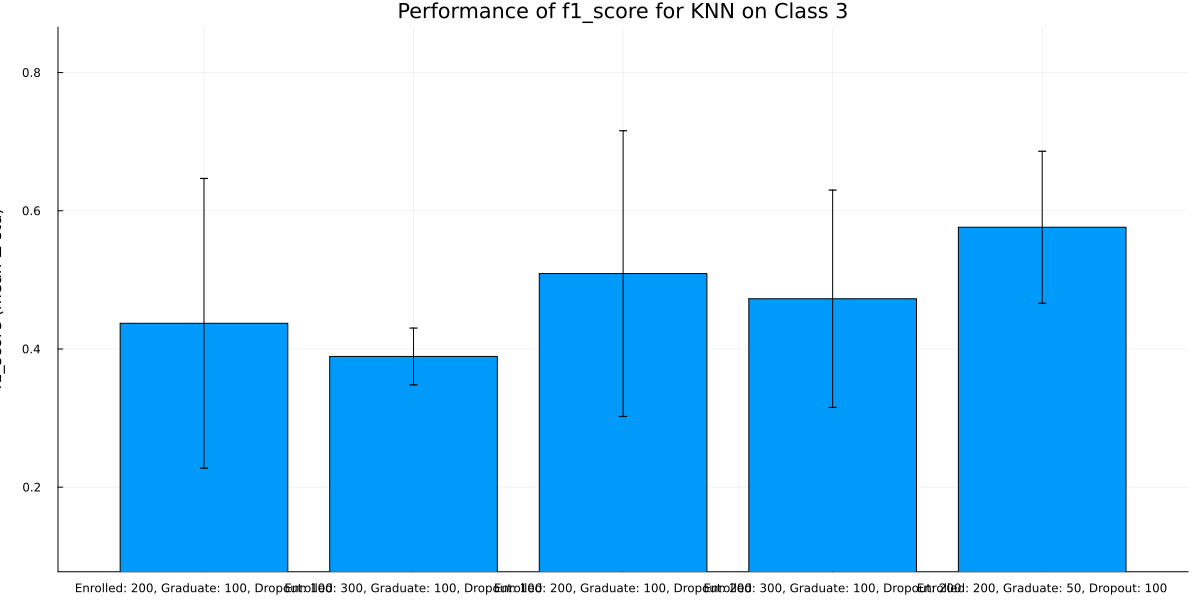 Performance of f1_score for KNN on Class 3
0.8
0.6
0.4
0.2
Enrolled: 200, Graduate: 100, Dropout: 100
Enrolled: 300, Graduate: 100, Dropout: 100
Enrolled: 200, Graduate: 100, Dropout: 200
Enrolled: 300, Graduate: 100, Dropout: 200
Enrolled: 200, Graduate: 50, Dropout: 100